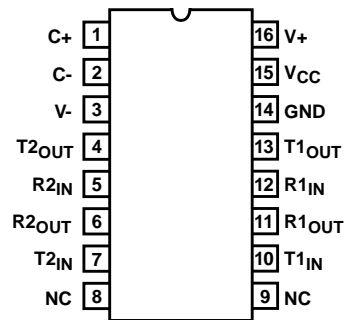 C+ 1 16 V+
C- 2 15 VCC
V- 3 14 GND
T2OUT 4 13 T1OUT
R2IN 5 12 R1IN
R2OUT 6 11 R1OUT
T2IN 7 10 T1IN
NC 8 9 NC